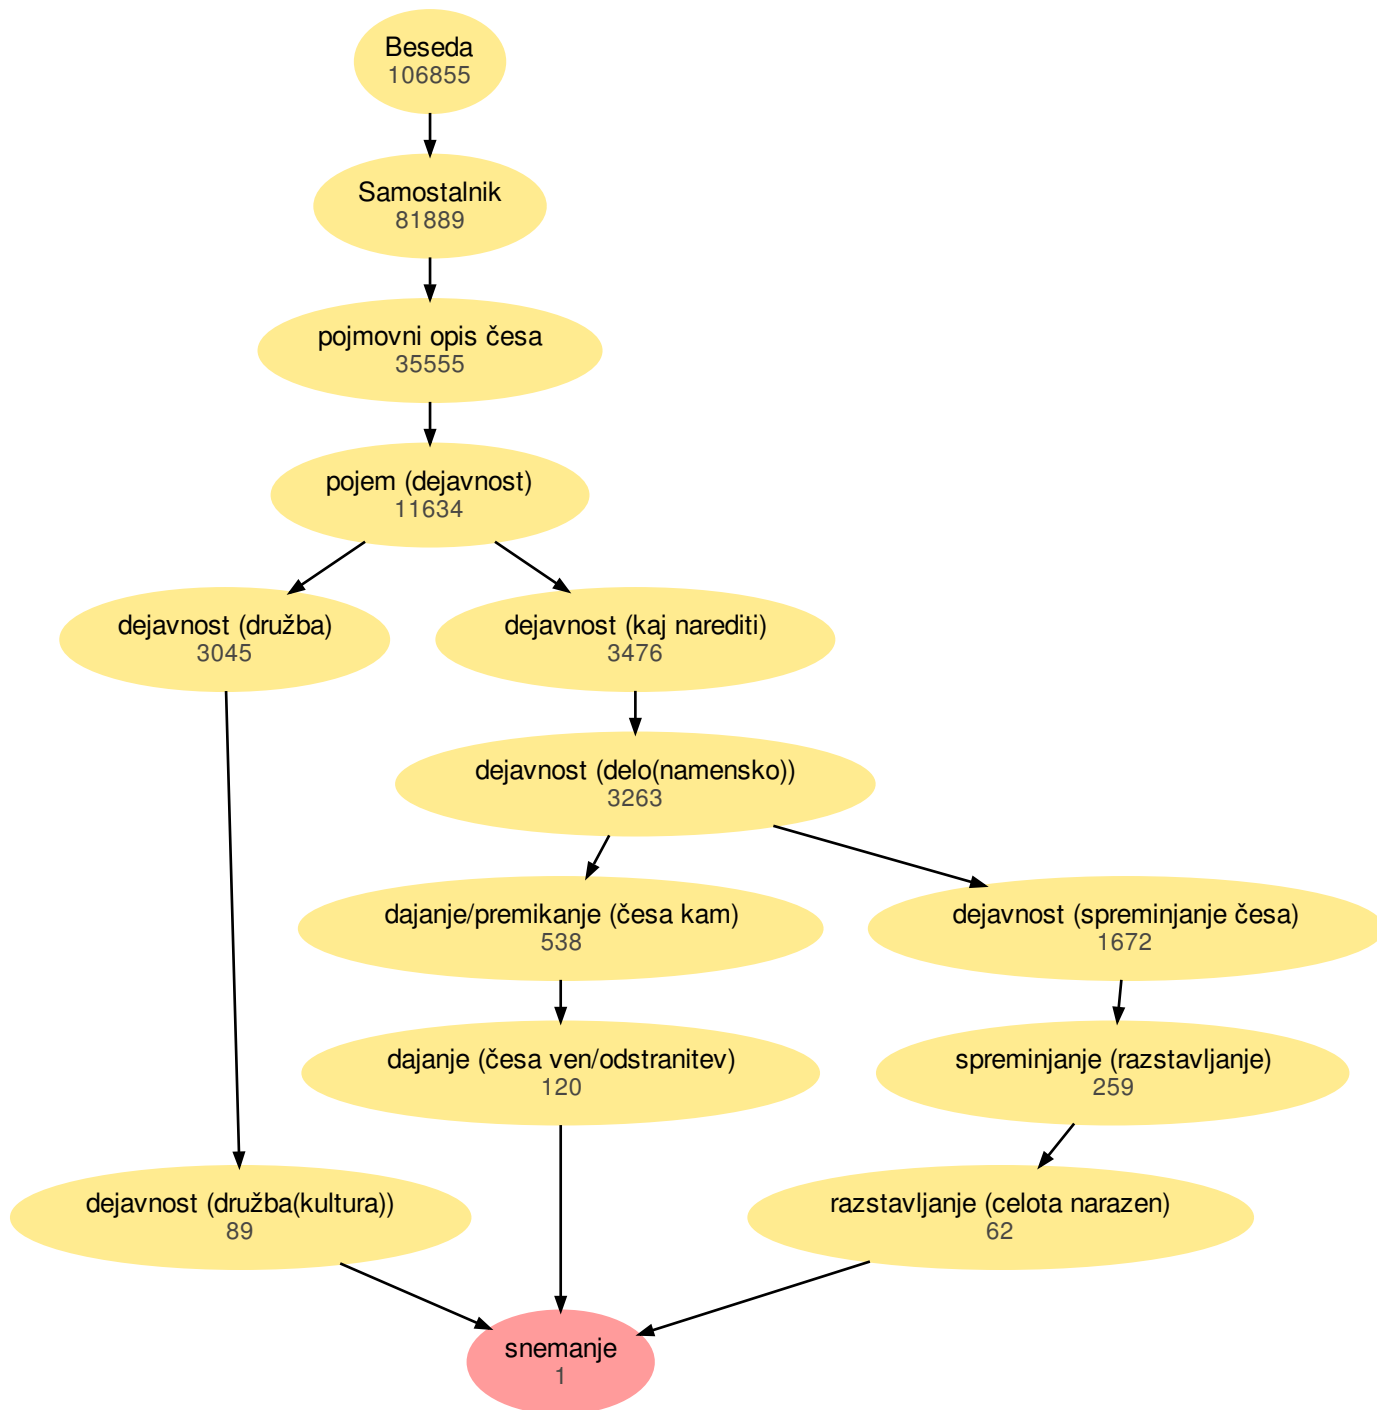 Beseda
106855
Samostalnik
81889
pojmovni opis česa
35555
pojem (dejavnost)
11634
dejavnost (družba)
3045
dejavnost (kaj narediti)
3476
dejavnost (delo(namensko))
3263
dajanje/premikanje (česa kam)
538
dejavnost (spreminjanje česa)
1672
dajanje (česa ven/odstranitev)
120
spreminjanje (razstavljanje)
259
dejavnost (družba(kultura))
89
razstavljanje (celota narazen)
62
snemanje
1